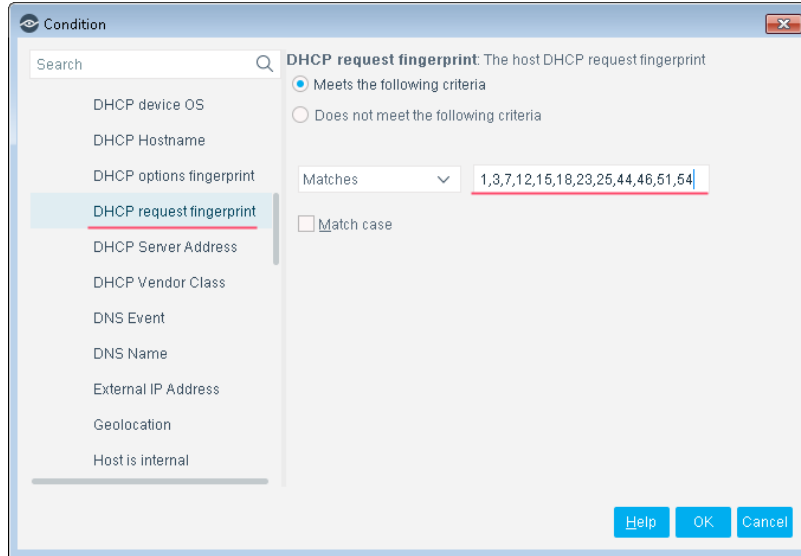 Condition
Search
DHCP device OS
DHCP Hostname
DHCP options fingerprint
DHCP request fingerprint
DHCP Server Address
DHCP Vendor Class
DNS Event
DNS Name
External IP Address
Geolocation
Host is internal
DHCP request fingerprint: The host DHCP request fingerprint
Meets the following criteria
Does not meet the following criteria
Matches
1,3,7,12,15,18,23,25,44,46,51,54
Match case
Help
OK
Cancel